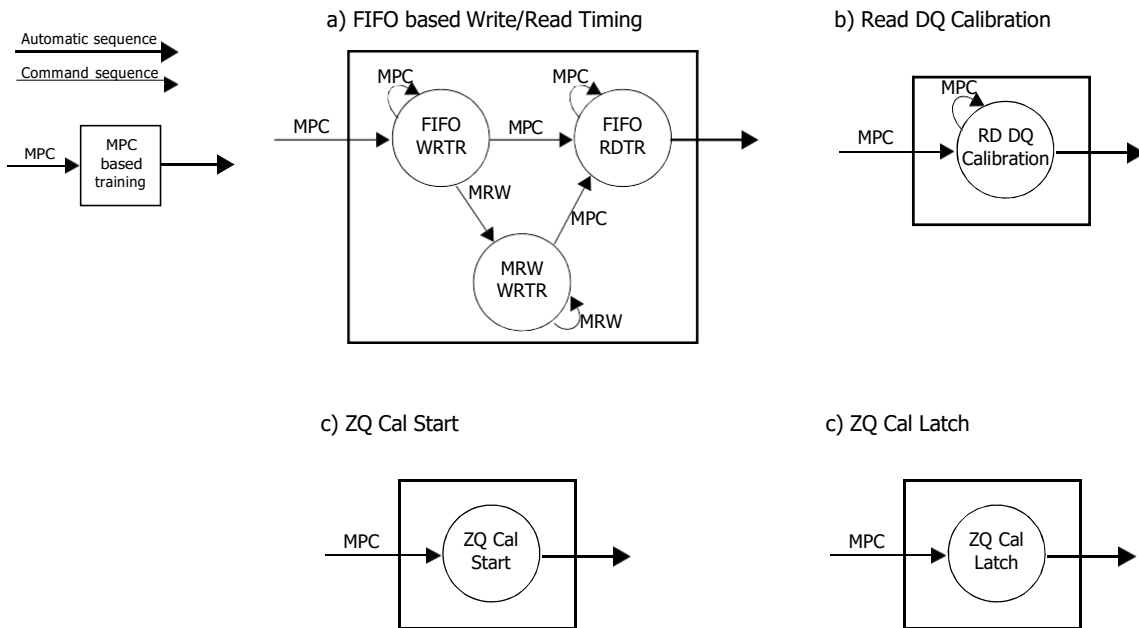 a) FIFO based Write/Read Timing
b) Read DQ Calibration
Automatic sequence
Command sequence
MPC
MPC
based
training
MPC
MPC
FIFO
WRTR
MPC
MPC
FIFO
RDTR
MRW
MPC
MRW
WRTR
MRW
MPC
MPC
RD DQ
Calibration
c) ZQ Cal Start
c) ZQ Cal Latch
MPC
ZQ Cal
Start
MPC
ZQ Cal
Latch